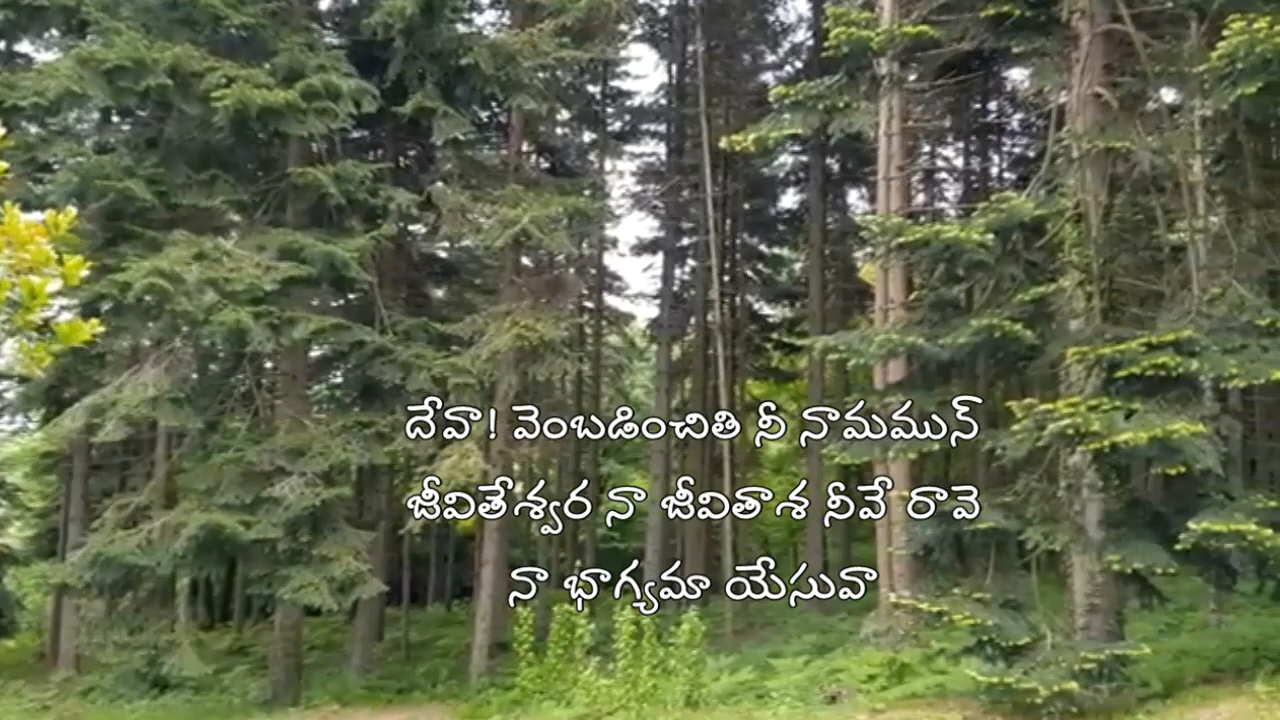 దేవా! వెంబడించితి నీ నామమున్
జీవితేశ్వర నా జీవితాశ నీవే రావె
నా భాగ్యమా యేసువా